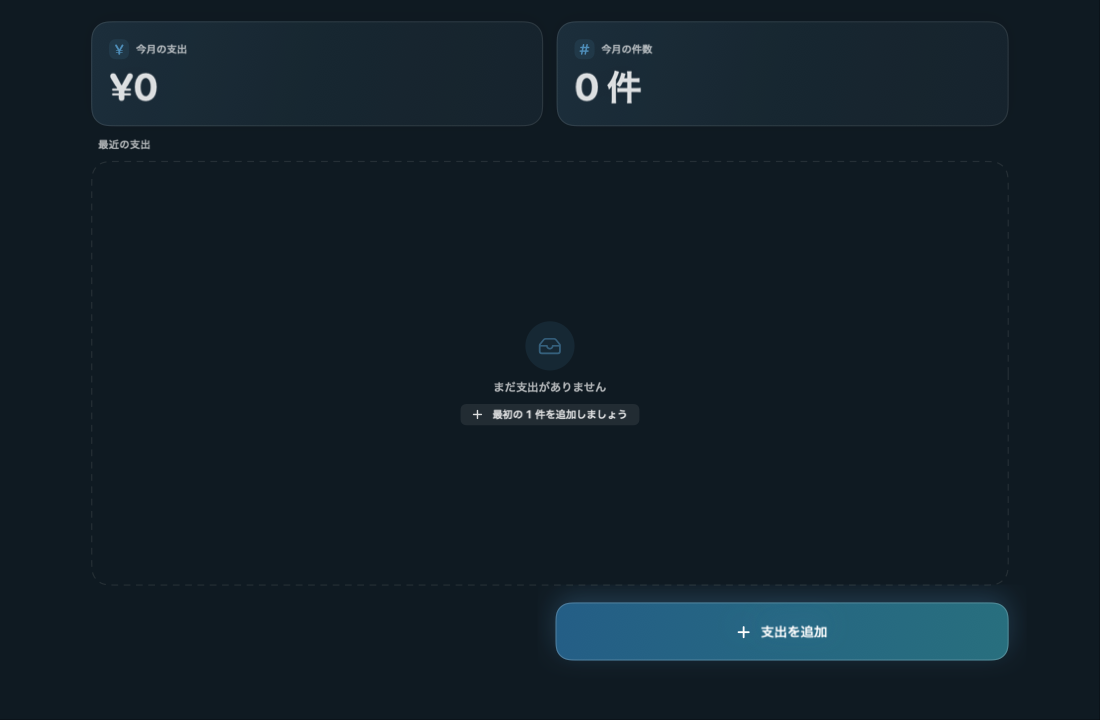 ¥ 今月の支出
¥0
# 今月の件数
0 件
最近の支出
まだ支出がありません
+ 最初の 1 件を追加しましょう
+ 支出を追加